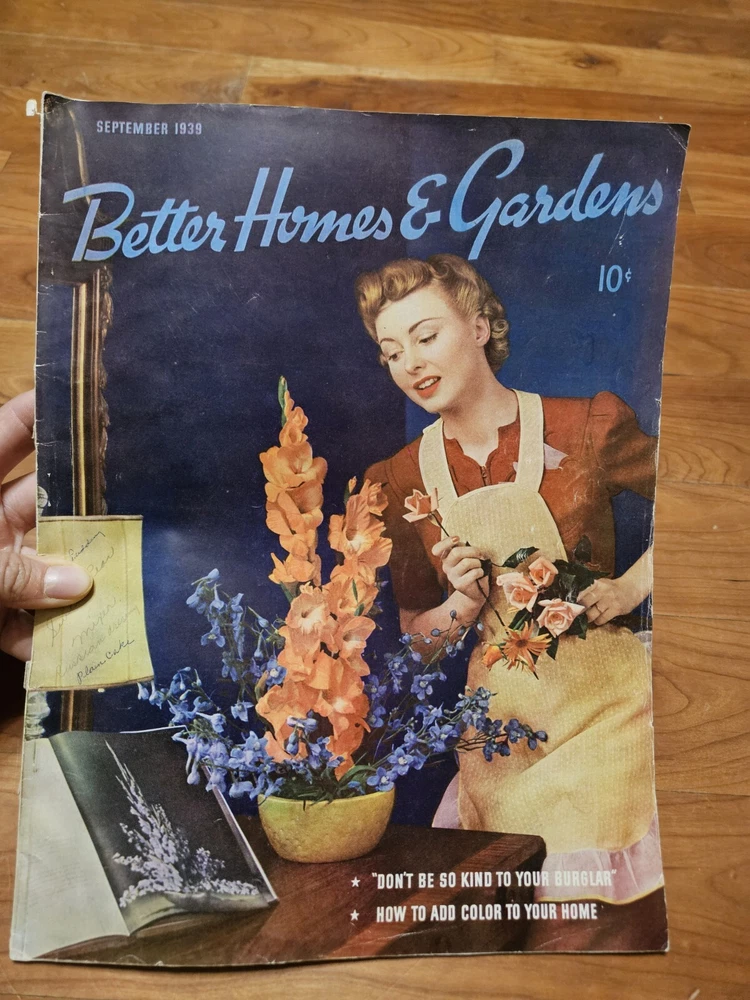 SEPTEMBER 1939
Better Homes & Gardens
10¢
Pudding
Plain Cake
★ "DON'T BE SO KIND TO YOUR BURGLAR"
★ HOW TO ADD COLOR TO YOUR HOME